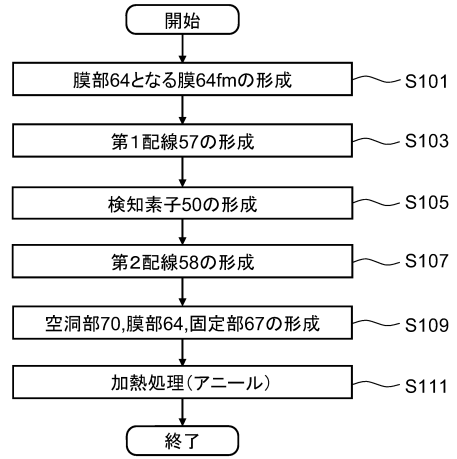 開始
膜部64となる膜64fmの形成
S101
第1配線57の形成
S103
検知素子50の形成
S105
第2配線58の形成
S107
空洞部70,膜部64,固定部67の形成
S109
加熱処理(アニール)
S111
終了